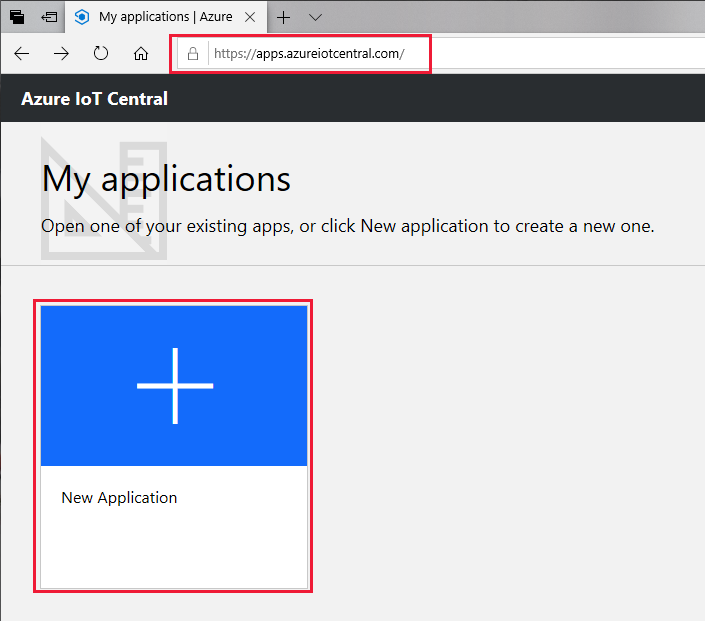 My applications | Azure
https://apps.azureiotcentral.com/
Azure IoT Central
My applications
Open one of your existing apps, or click New application to create a new one.
New Application